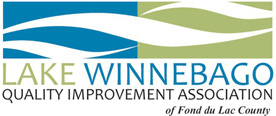 LAKE WINNEBAGO
QUALITY IMPROVEMENT ASSOCIATION
of Fond du Lac County